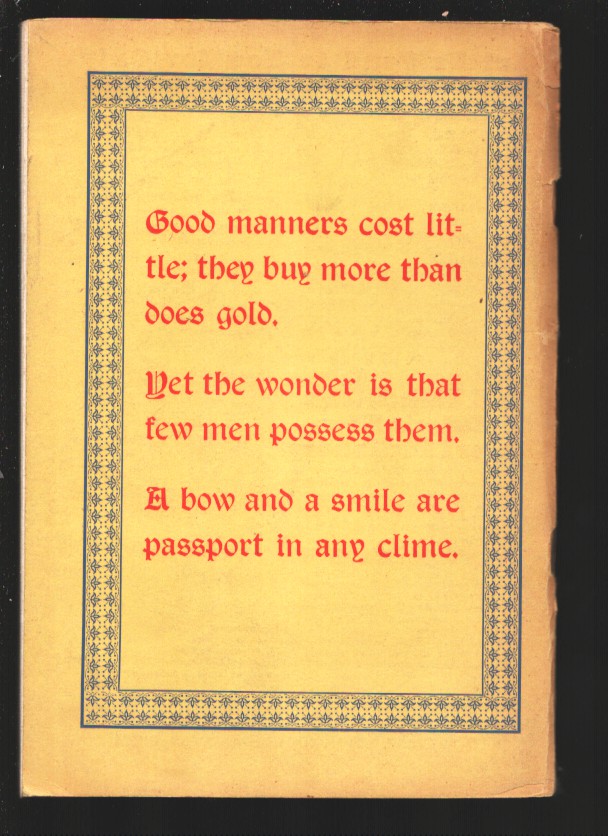 Good manners cost lit=
tle; they buy more than
does gold.
Yet the wonder is that
few men possess them.
A bow and a smile are
passport in any clime.